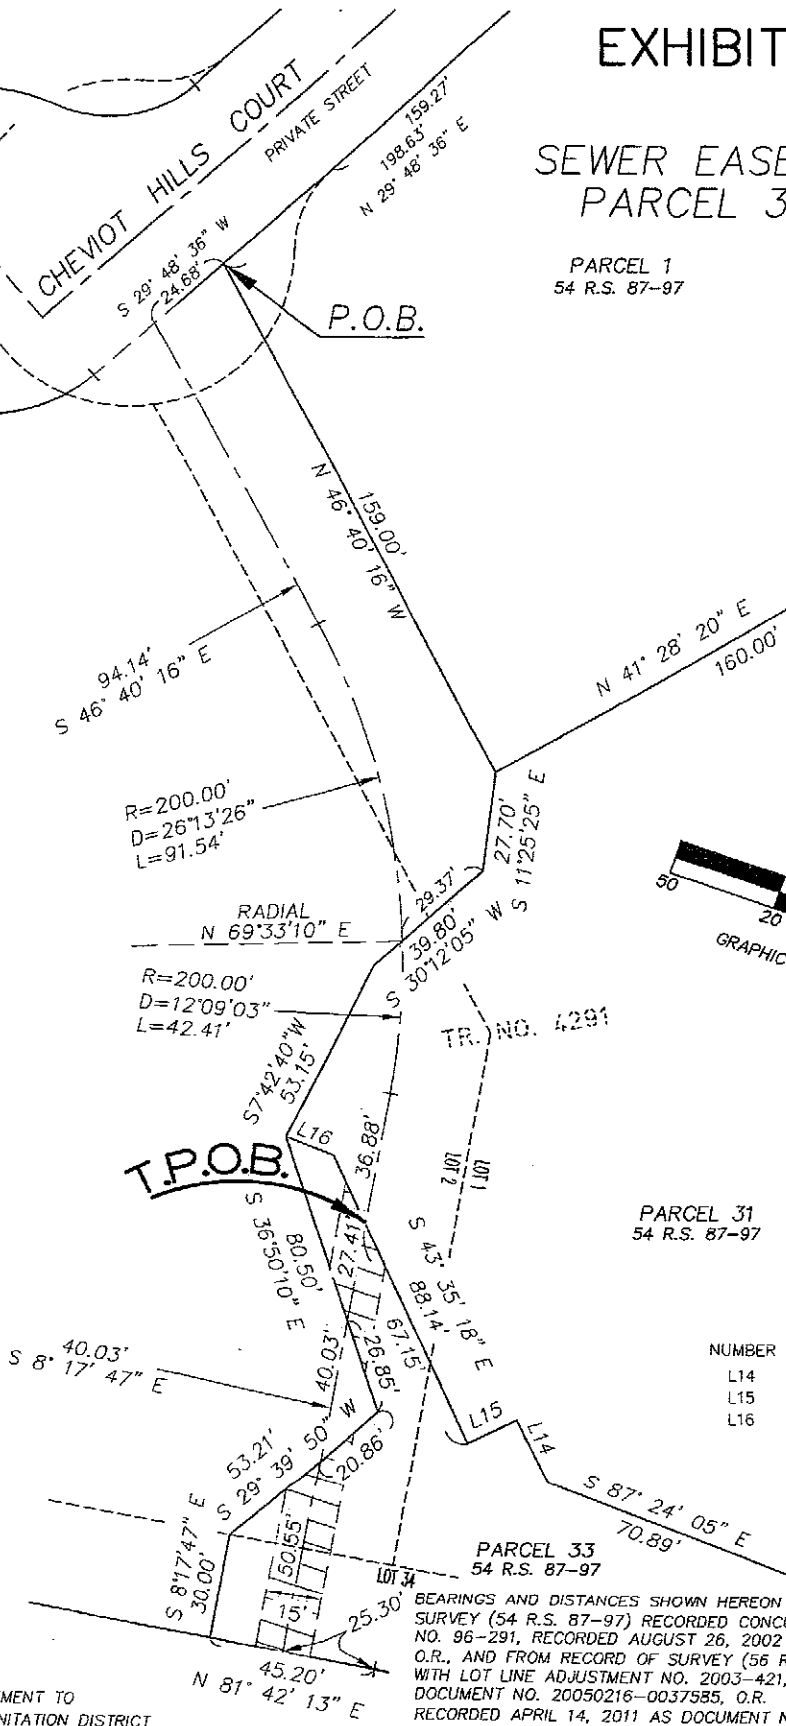 EXHIBIT
SEWER EASE
PARCEL 3
PARCEL 1
54 R.S. 87-97
CHEVIOT HILLS COURT
PRIVATE STREET
159.27'
198.63'
N 29° 48' 36" E
S 29° 48' 36" W
24.68'
P.O.B.
159.00'
N 46° 40' 16" W
94.14'
S 46° 40' 16" E
N 41° 28' 20" E
160.00'
R=200.00'
D=26°13'26"
L=91.54'
27.70'
S 11°25'25" E
29.37'
39.80'
S 30°12'05" W
RADIAL
N 69°33'10" E
50
20
GRAPHIC
R=200.00'
D=12°09'03"
L=42.41'
TR. NO. 4291
S7°42'40"W
53.15'
L16
36.88'
T.P.O.B.
LOT 1
LOT 2
PARCEL 31
54 R.S. 87-97
80.50'
S 36°50'10" E
27.41'
S 43° 35' 18" E
88.14'
67.15'
26.85'
40.03'
40.03'
S 8° 17' 47" E
NUMBER
L14
L15
L16
L15
L14
53.21'
S 29° 39' 50" W
20.86'
S 87° 24' 05" E
70.89'
S 8°17'47" E
30.00'
50.55'
15'
LOT 34
PARCEL 33
54 R.S. 87-97
25.30'
45.20'
N 81° 42' 13" E
BEARINGS AND DISTANCES SHOWN HEREON
SURVEY (54 R.S. 87-97) RECORDED CONC
NO. 96-291, RECORDED AUGUST 26, 2002
O.R., AND FROM RECORD OF SURVEY (56 R
WITH LOT LINE ADJUSTMENT NO. 2003-421,
DOCUMENT NO. 20050216-0037585, O.R.
RECORDED APRIL 14, 2011 AS DOCUMENT N
MENT TO
NITATION DISTRICT